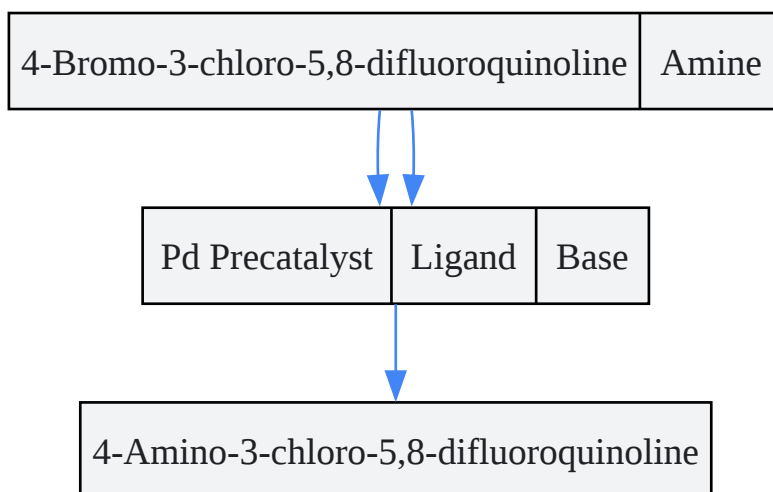 4-Bromo-3-chloro-5,8-difluoroquinoline Amine
Pd Precatalyst Ligand Base
4-Amino-3-chloro-5,8-difluoroquinoline